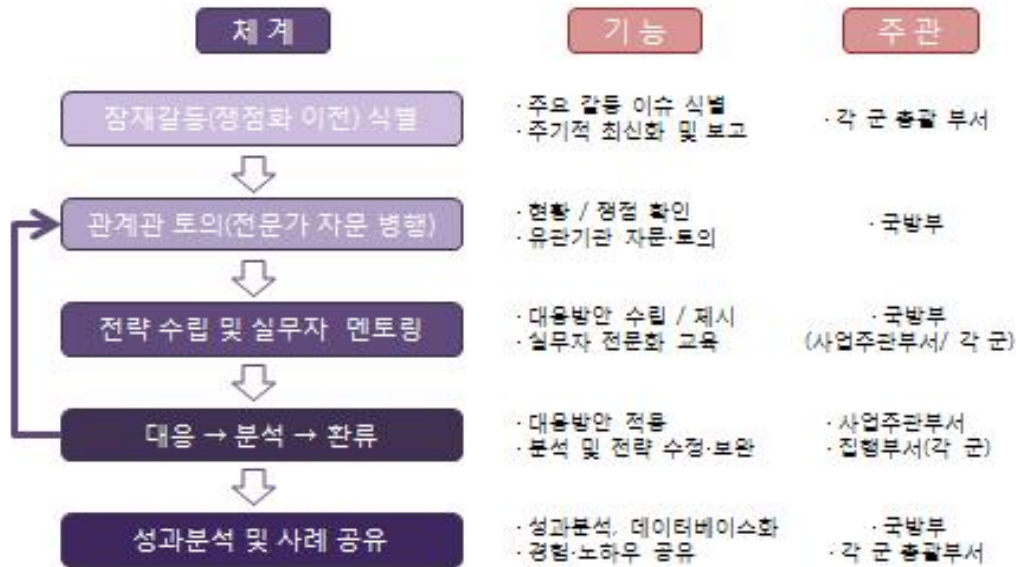 체 계
기 능
주 관
잠재갈등(쟁점화 이전) 식별
· 주요 갈등 이슈 식별
· 주기적 최신화 및 보고
· 각 군 총괄 부서
관계관 토의(전문가 자문 병행)
· 현황 / 쟁점 확인
· 유관기관 자문·토의
· 국방부
전략 수립 및 실무자 멘토링
· 대응방안 수립 / 제시
· 실무자 전문화 교육
· 국방부
(사업주관부서/ 각 군)
대응 → 분석 → 환류
· 대응방안 적용
· 분석 및 전략 수정·보완
· 사업주관부서
· 집행부서(각 군)
성과분석 및 사례 공유
· 성과분석, 데이터베이스화
· 경험·노하우 공유
· 국방부
· 각 군 총괄부서